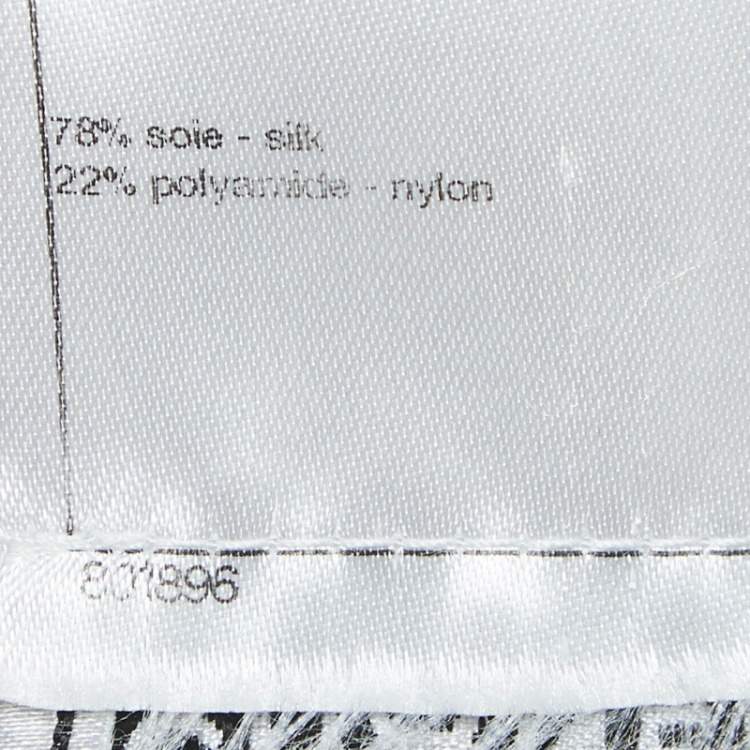 78% soie - silk
22% polyamide - nylon
801896